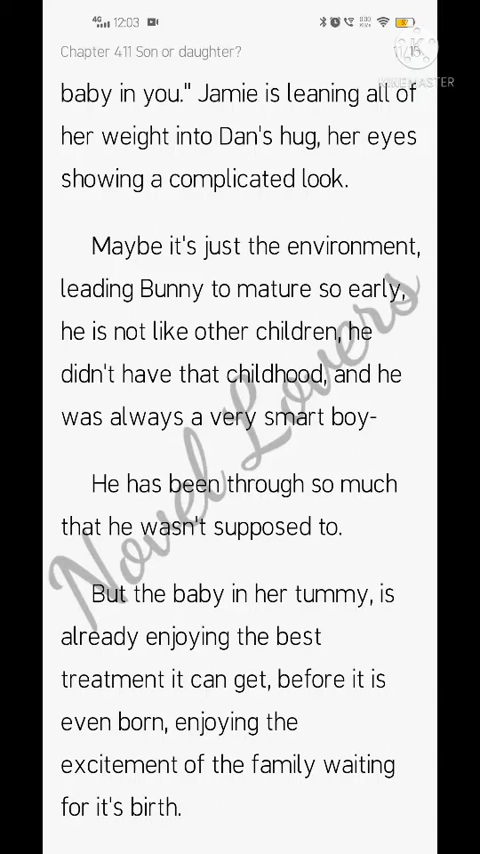 4G 12:03
Chapter 411 Son or daughter?
KINEMASTER
baby in you." Jamie is leaning all of
her weight into Dan's hug, her eyes
showing a complicated look.
Maybe it's just the environment,
leading Bunny to mature so early,
he is not like other children, he
didn't have that childhood, and he
was always a very smart boy-
He has been through so much
that he wasn't supposed to.
But the baby in her tummy, is
already enjoying the best
treatment it can get, before it is
even born, enjoying the
excitement of the family waiting
for it's birth.
Novel Lovers